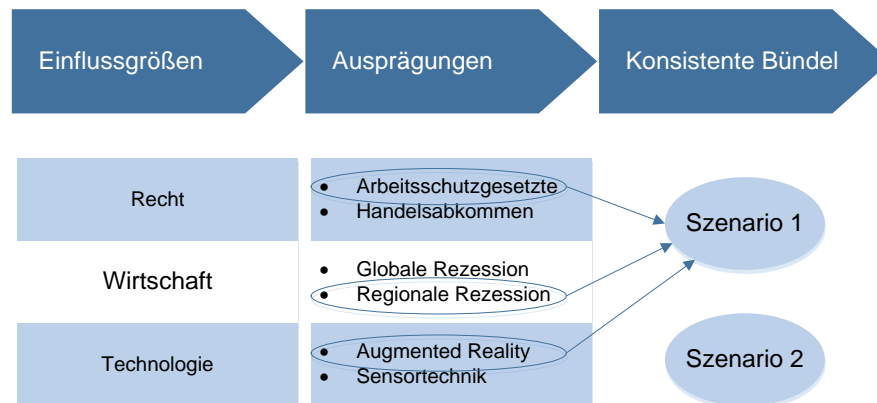 Einflussgrößen
Ausprägungen
Konsistente Bündel
Recht
• Arbeitsschutzgesetzte
• Handelsabkommen
Szenario 1
Wirtschaft
• Globale Rezession
• Regionale Rezession
Technologie
• Augmented Reality
• Sensortechnik
Szenario 2